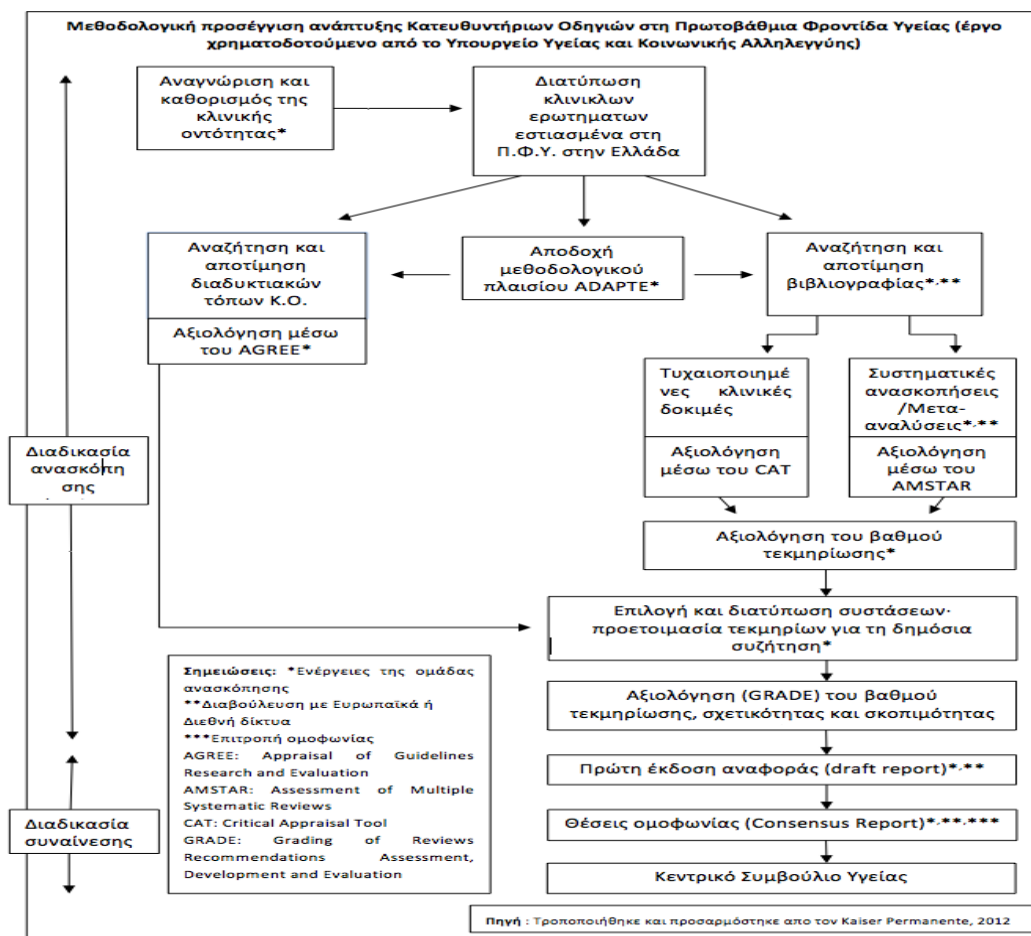 Μεθοδολογική προσέγγιση ανάπτυξης Κατευθυντήριων Οδηγιών στη Πρωτοβάθμια Φροντίδα Υγείας (έργο
χρηματοδοτούμενο από το Υπουργείο Υγείας και Κοινωνικής Αλληλεγγύης)
Αναγνώριση και
καθορισμός της
κλινικής
οντότητας*
Διατύπωση
κλινικλων
ερωτηματων
εστιασμένα στη
Π.Φ.Υ. στην Ελλάδα
Αναζήτηση και
αποτίμηση
διαδυκτιακών
τόπων Κ.Ο.
Αξιολόγηση μέσω
του AGREE*
Αποδοχή
μεθοδολογικού
πλαισίου ADAPTE*
Αναζήτηση και
αποτίμηση
βιβλιογραφίας*,**
Τυχαιοποιημέ
νες κλινικές
δοκιμές
Αξιολόγηση
μέσω του CAT
Συστηματικές
ανασκοπήσεις
/Μετα-
αναλύσεις*,**
Αξιολόγηση
μέσω του
AMSTAR
Διαδικασία
ανασκόπη
σης
Αξιολόγηση του βαθμού
τεκμηρίωσης*
Επιλογή και διατύπωση συστάσεων·
προετοιμασία τεκμηρίων για τη δημόσια
συζήτηση*
Αξιολόγηση (GRADE) του βαθμού
τεκμηρίωσης, σχετικότητας και σκοπιμότητας
Πρώτη έκδοση αναφοράς (draft report)*,**
Θέσεις ομοφωνίας (Consensus Report)*,**,***
Κεντρικό Συμβούλιο Υγείας
Σημειώσεις: *Ενέργειες της ομάδας
ανασκόπησης
**Διαβούλευση με Ευρωπαϊκά ή
Διεθνή δίκτυα
***Επιτροπή ομοφωνίας
AGREE: Appraisal of Guidelines
Research and Evaluation
AMSTAR: Assessment of Multiple
Systematic Reviews
CAT: Critical Appraisal Tool
GRADE: Grading of Reviews
Recommendations Assessment,
Development and Evaluation
Διαδικασία
συναίνεσης
Πηγή : Τροποποιήθηκε και προσαρμόστηκε απο τον Kaiser Permanente, 2012